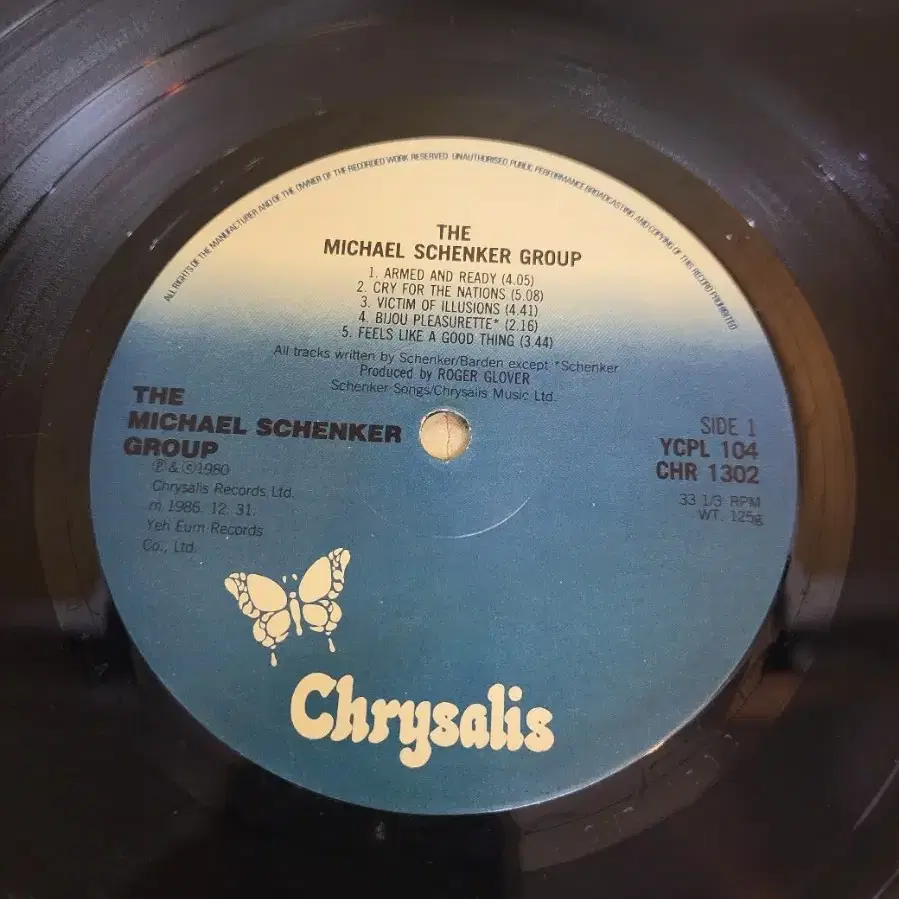 ALL RIGHTS OF THE MANUFACTURER AND OF THE OWNER OF THE RECORDED WORK RESERVED UNAUTHORISED PUBLIC PERFORMANCE BROADCASTING AND COPYING OF THIS RECORD PROHIBITED
THE
MICHAEL SCHENKER GROUP
1. ARMED AND READY (4.05)
2. CRY FOR THE NATIONS (5.08)
3. VICTIM OF ILLUSIONS (4.41)
4. BIJOU PLEASURETTE* (2.16)
5. FEELS LIKE A GOOD THING (3.44)
All tracks written by Schenker/Barden except *Schenker
Produced by ROGER GLOVER
Schenker Songs/Chrysalis Music Ltd.
THE
MICHAEL SCHENKER
GROUP
℗ & © 1980
Chrysalis Records Ltd.
m 1986. 12. 31.
Yeh Eum Records
Co., Ltd.
SIDE 1
YCPL 104
CHR 1302
33 1/3 RPM
WT. 125g
Chrysalis